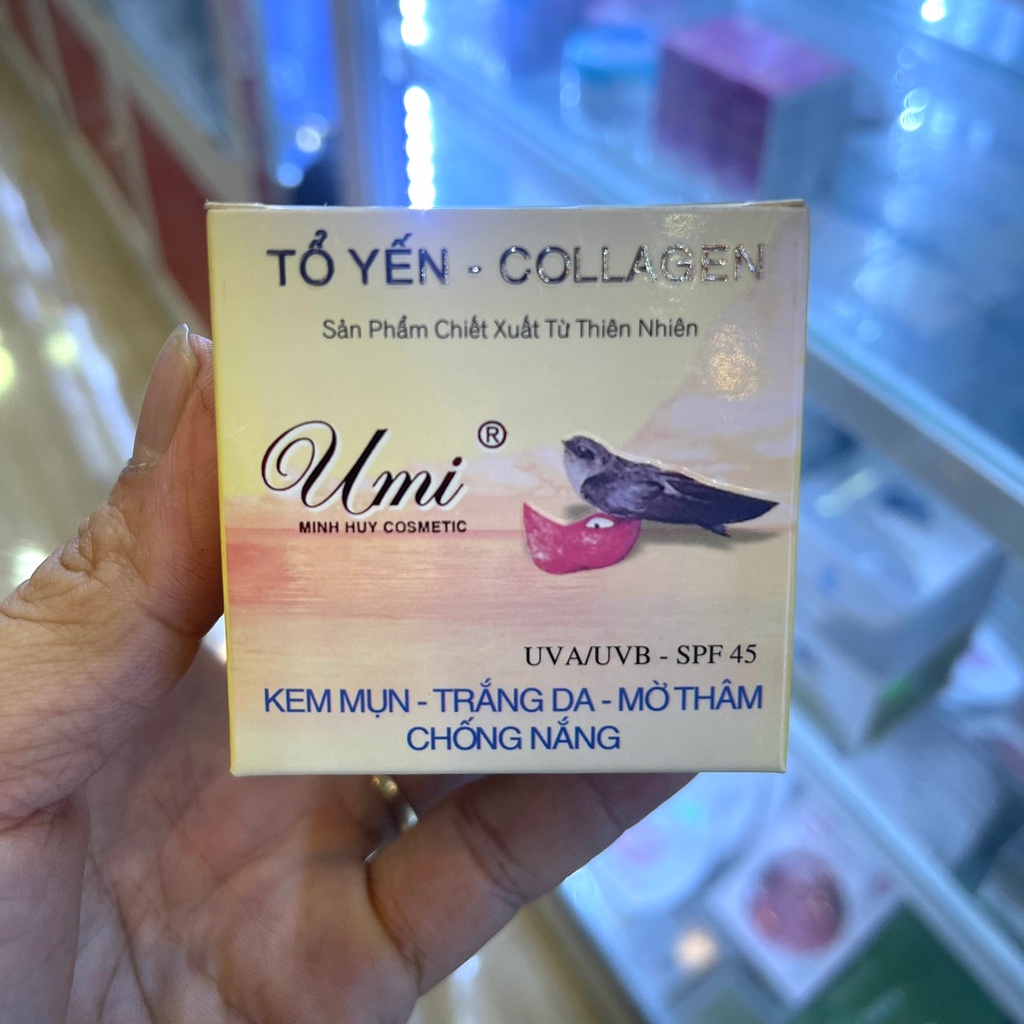 TỔ YẾN - COLLAGEN
Sản Phẩm Chiết Xuất Từ Thiên Nhiên
Umi ®
MINH HUY COSMETIC
UVA/UVB - SPF 45
KEM MỤN - TRẮNG DA - MỜ THÂM
CHỐNG NẮNG